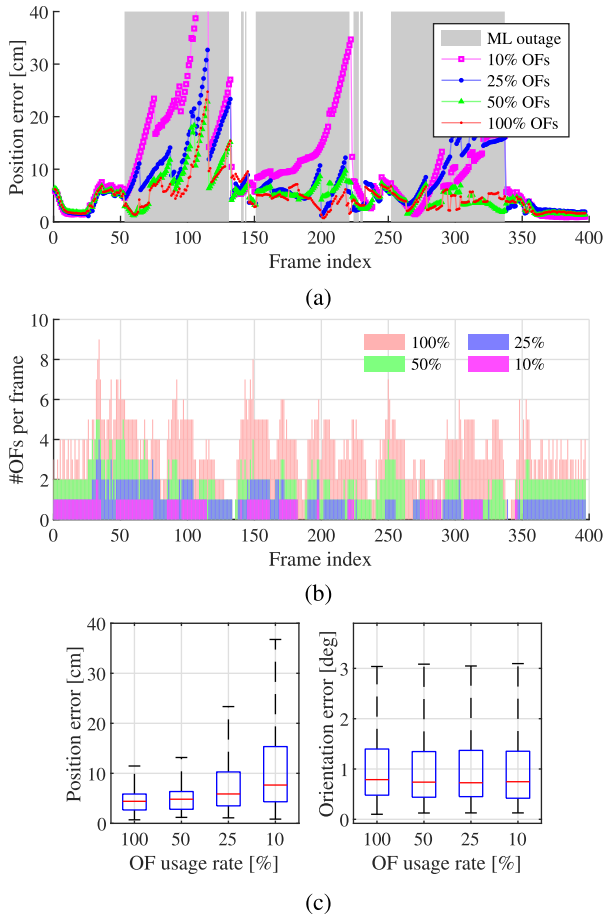 40
30
20
10
0
Position error [cm]
ML outage
10% OFs
25% OFs
50% OFs
100% OFs
0 50 100 150 200 250 300 350 400
Frame index
(a)
10
8
6
4
2
0
#OFs per frame
100% 25%
50% 10%
0 50 100 150 200 250 300 350 400
Frame index
(b)
40
30
20
10
0
Position error [cm]
100 50 25 10
OF usage rate [%]
3
2
1
0
Orientation error [deg]
100 50 25 10
OF usage rate [%]
(c)